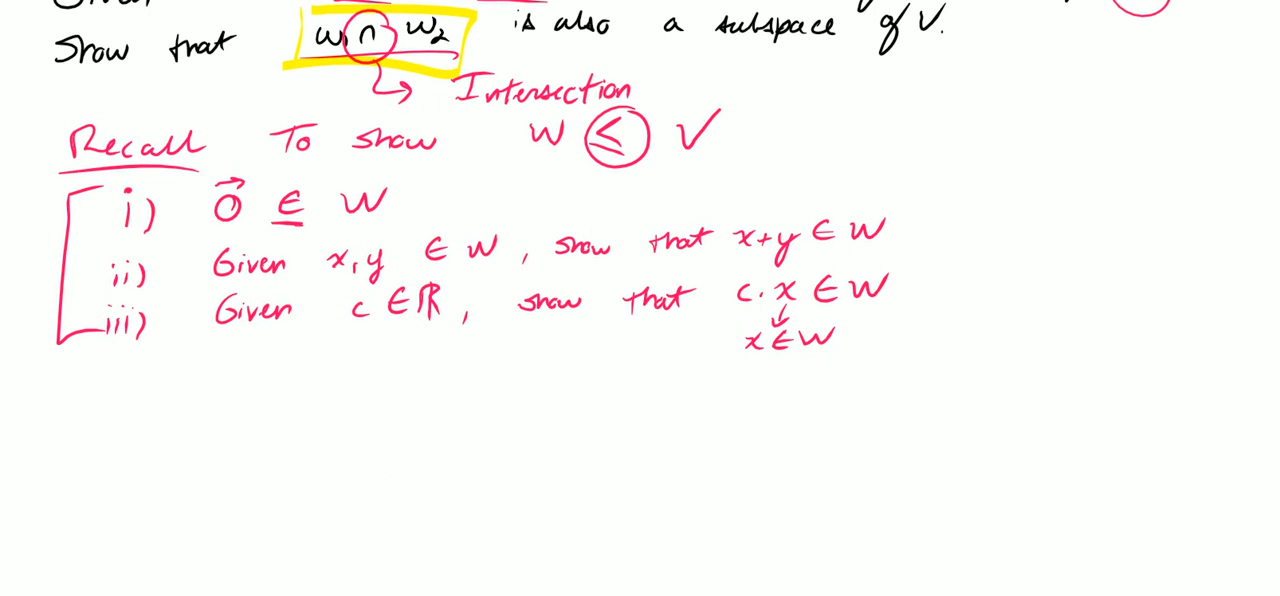 Show that W₁ ∩ W₂ is also a subspace of V.
↳ Intersection
Recall To show W ≤ V
i) 0⃗ ∈ W
ii) Given x, y ∈ W, show that x+y ∈ W
iii) Given c ∈ ℝ, show that c·x ∈ W
x ∈ W